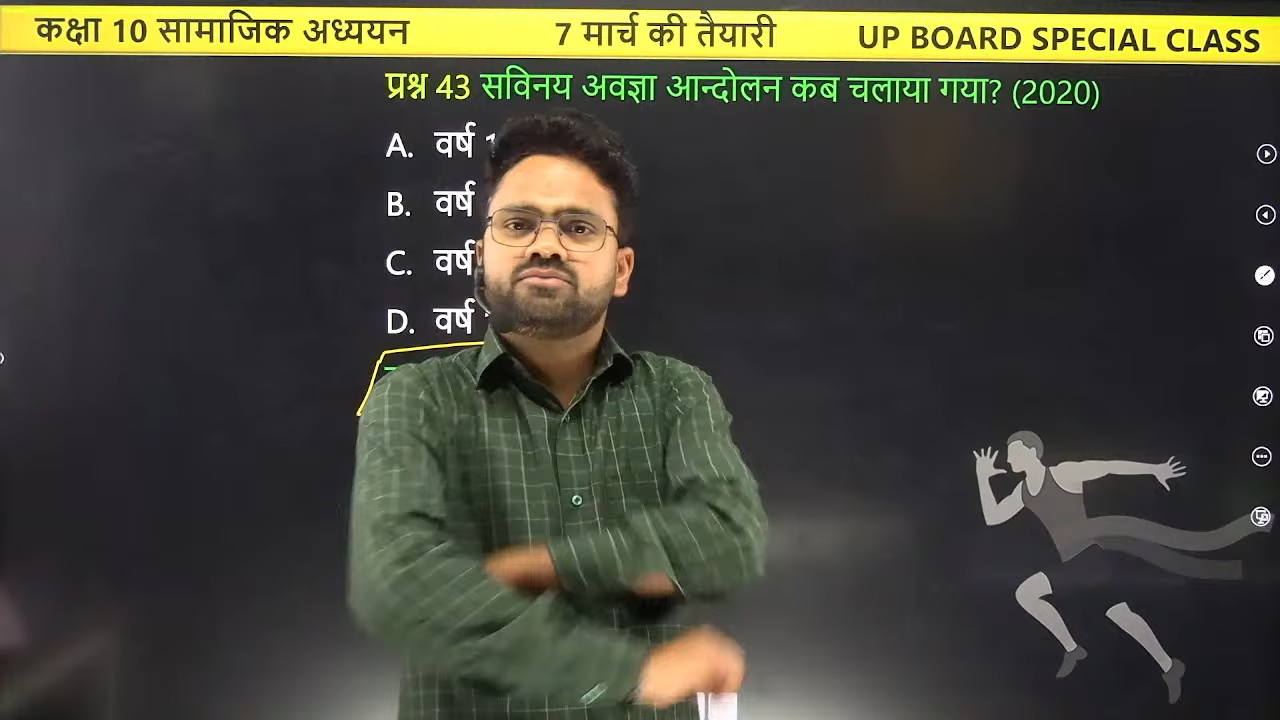 कक्षा 10 सामाजिक अध्ययन 7 मार्च की तैयारी UP BOARD SPECIAL CLASS
प्रश्न 43 सविनय अवज्ञा आन्दोलन कब चलाया गया? (2020)
A. वर्ष
B. वर्ष
C. वर्ष
D. वर्ष